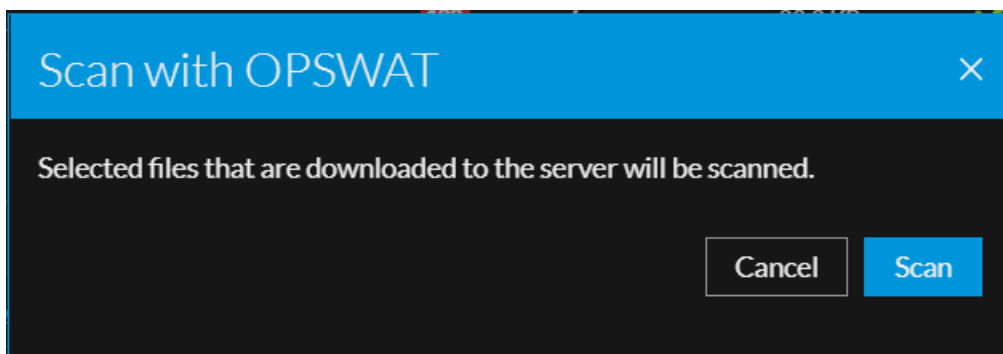 Scan with OPSWAT
Selected files that are downloaded to the server will be scanned.
Cancel
Scan